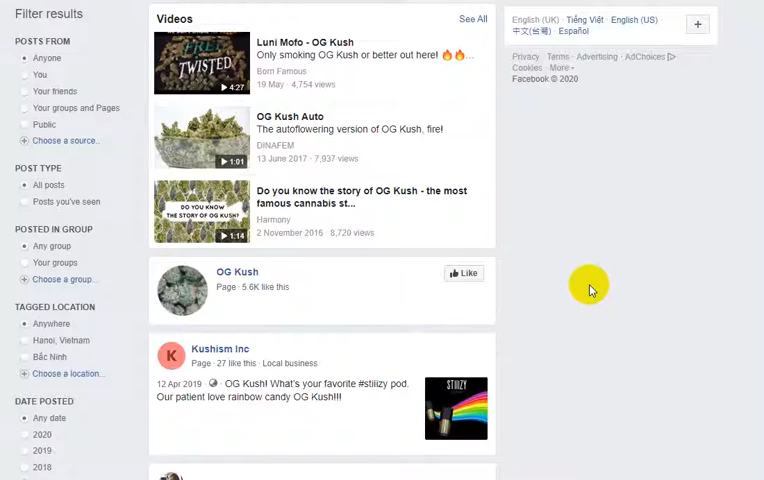 Filter results
POSTS FROM
Anyone
You
Your friends
Your groups and Pages
Public
Choose a source..
POST TYPE
All posts
Posts you've seen
POSTED IN GROUP
Any group
Your groups
Choose a group...
TAGGED LOCATION
Anywhere
Hanoi, Vietnam
Bắc Ninh
Choose a location...
DATE POSTED
Any date
2020
2019
2018
Videos
See All
TWISTED
4:27
Luni Mofo - OG Kush
Only smoking OG Kush or better out here! 🔥🔥...
Born Famous
19 May · 4,754 views
1:01
OG Kush Auto
The autoflowering version of OG Kush, fire!
DINAFEM
13 June 2017 · 7,937 views
DO YOU KNOW
THE STORY OF OG KUSH?
1:14
Do you know the story of OG Kush - the most
famous cannabis st...
Harmony
2 November 2016 · 8,720 views
OG Kush
Page · 5.6K like this
Like
K
Kushism Inc
Page · 27 like this · Local business
12 Apr 2019 · OG Kush! What's your favorite #stiiizy pod.
Our patient love rainbow candy OG Kush!!!
STIIIZY
English (UK) · Tiếng Việt · English (US) ·
中文(台灣) · Español
Privacy · Terms · Advertising · AdChoices
Cookies · More
Facebook © 2020